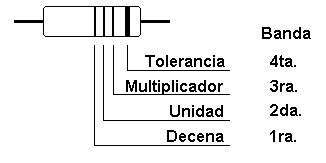 Banda
Tolerancia 4ta.
Multiplicador 3ra.
Unidad 2da.
Decena 1ra.